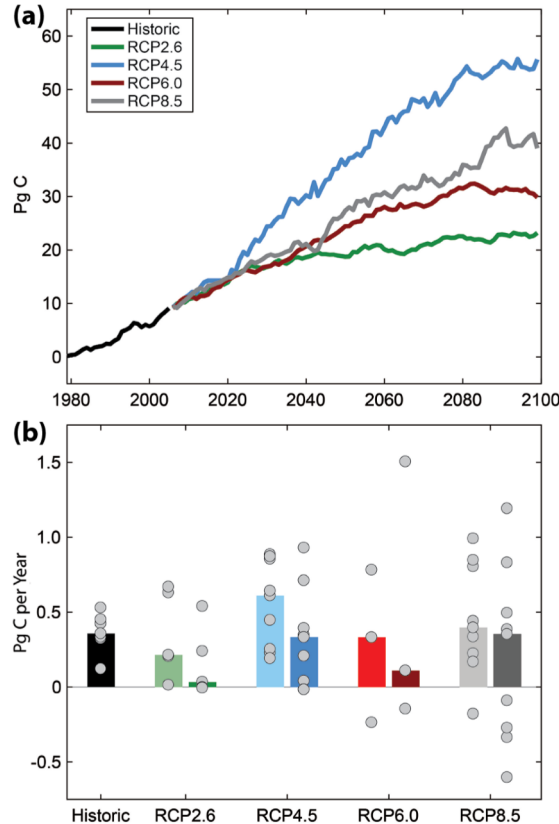 (a)
Historic
RCP2.6
RCP4.5
RCP6.0
RCP8.5
60
50
40
30
20
10
0
Pg C
1980 2000 2020 2040 2060 2080 2100
(b)
1.5
1.0
0.5
0
-0.5
Pg C per Year
Historic RCP2.6 RCP4.5 RCP6.0 RCP8.5